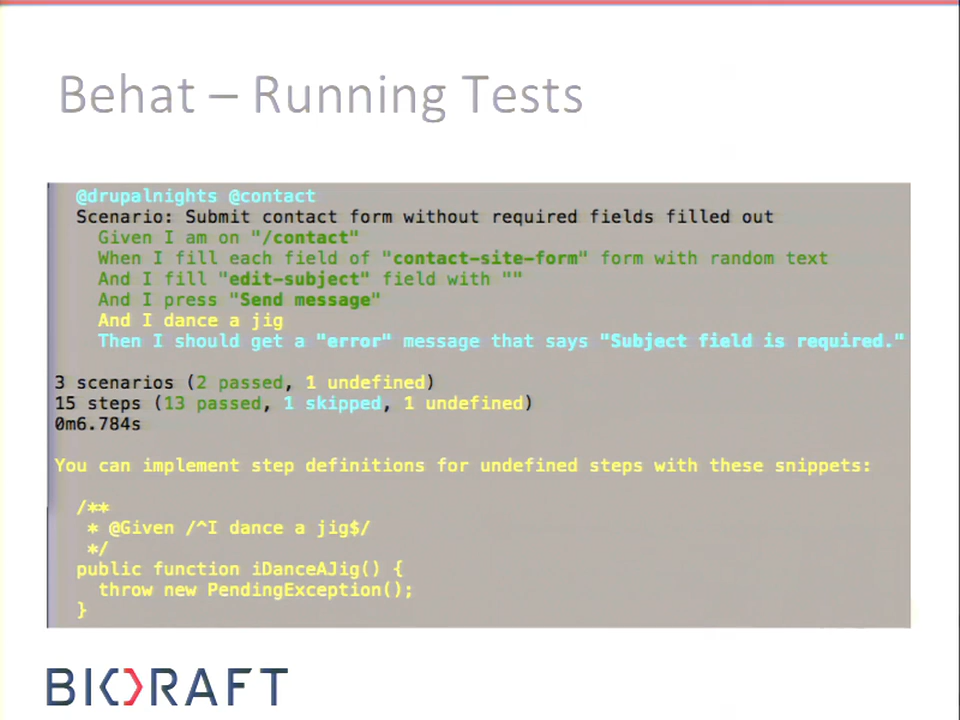 Behat – Running Tests
@drupalnights @contact
Scenario: Submit contact form without required fields filled out
Given I am on "/contact"
When I fill each field of "contact-site-form" form with random text
And I fill "edit-subject" field with ""
And I press "Send message"
And I dance a jig
Then I should get a "error" message that says "Subject field is required."
3 scenarios (2 passed, 1 undefined)
15 steps (13 passed, 1 skipped, 1 undefined)
0m6.784s
You can implement step definitions for undefined steps with these snippets:
/**
* @Given /^I dance a jig$/
*/
public function iDanceAJig() {
throw new PendingException();
}
BIORAFT